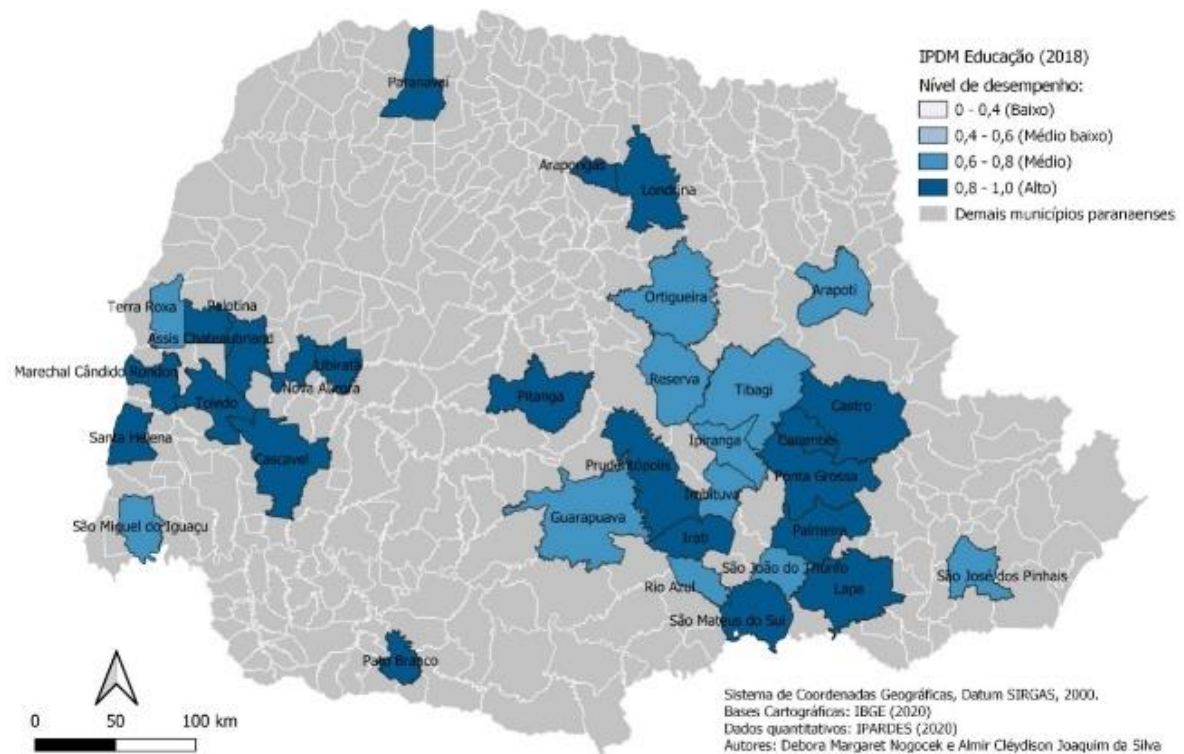 IPDM Educação (2018)
Nível de desempenho:
0 - 0,4 (Baixo)
0,4 - 0,6 (Médio baixo)
0,6 - 0,8 (Médio)
0,8 - 1,0 (Alto)
Demais municípios paranaenses
Paranavaí
Arapongas
Londrina
Ortigueira
Arapoti
Terra Roxa
Palotina
Assis Chateaubriand
Marechal Cândido Rondon
Ubiratã
Nova Aurora
Toledo
Santa Helena
Cascavel
São Miguel do Iguaçu
Pitanga
Reserva
Tibagi
Castro
Ipiranga
Carambeí
Prudentópolis
Ponta Grossa
Imbituva
Guarapuava
Irati
Palmeira
São João do Triunfo
Rio Azul
Lapa
São José dos Pinhais
São Mateus do Sul
Pato Branco
0 50 100 km
Sistema de Coordenadas Geográficas, Datum SIRGAS, 2000.
Bases Cartográficas: IBGE (2020)
Dados quantitativos: IPARDES (2020)
Autores: Debora Margaret Nogocek e Almir Cléydison Joaquim da Silva